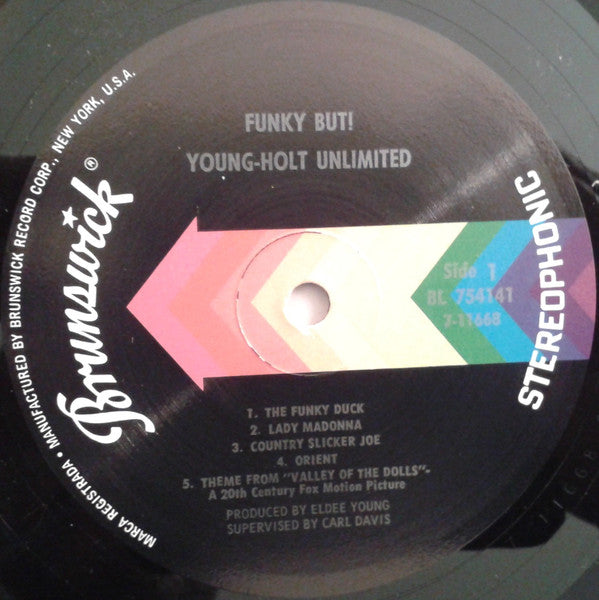 FUNKY BUT!
YOUNG-HOLT UNLIMITED
Brunswick®
MARCA REGISTRADA • MANUFACTURED BY BRUNSWICK RECORD CORP., NEW YORK, U.S.A.
STEREOPHONIC
Side 1
BL 754141
7-11668
1. THE FUNKY DUCK
2. LADY MADONNA
3. COUNTRY SLICKER JOE
4. ORIENT
5. THEME FROM "VALLEY OF THE DOLLS"-
A 20th Century Fox Motion Picture
PRODUCED BY ELDEE YOUNG
SUPERVISED BY CARL DAVIS